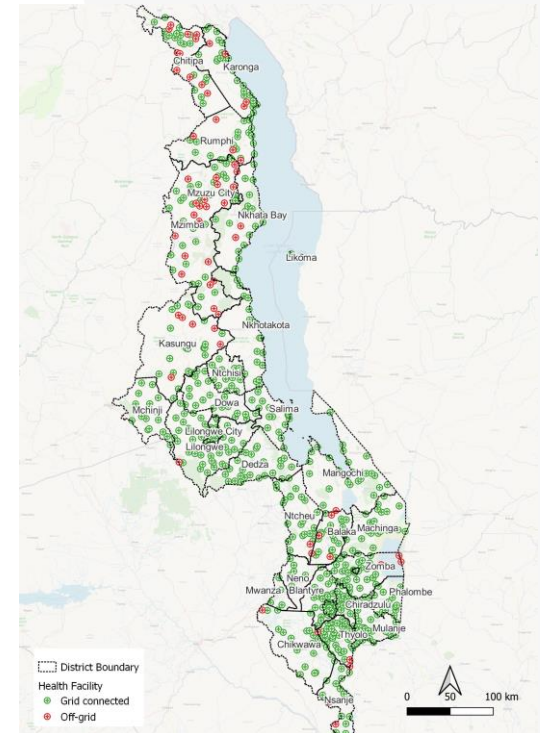 Chitipa
Karonga
Rumphi
Mzuzu City
Mzimba
Nkhata Bay
Likoma
Nkhotakota
Kasungu
Ntchisi
Dowa
Mchinji
Salima
Lilongwe City
Lilongwe
Dedza
Mangochi
Ntcheu
Balaka
Machinga
Zomba
Neno
Mwanza
Blantyre
Phalombe
Chiradzulu
Mulanje
Thyolo
Chikwawa
Nsanje
District Boundary
Health Facility
Grid connected
Off-grid
0 50 100 km